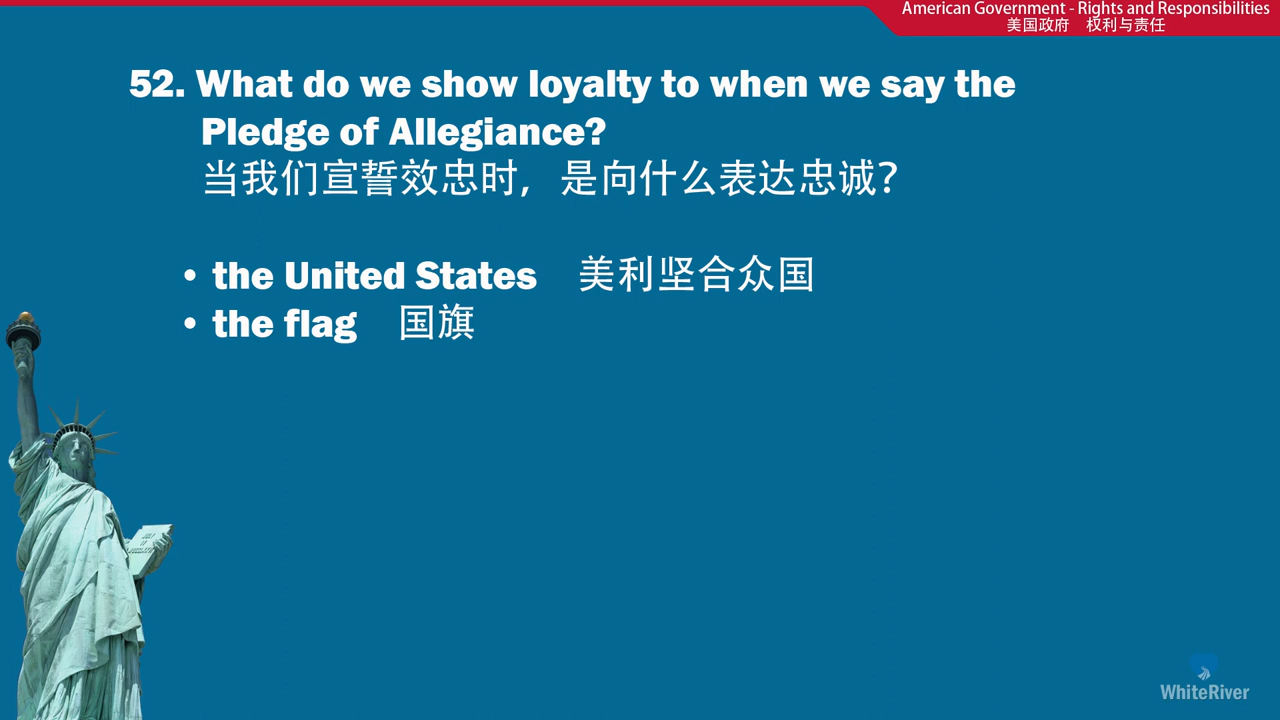 American Government - Rights and Responsibilities
美国政府　权利与责任
52. What do we show loyalty to when we say the
Pledge of Allegiance?
当我们宣誓效忠时，是向什么表达忠诚？
• the United States　美利坚合众国
• the flag　国旗
WhiteRiver